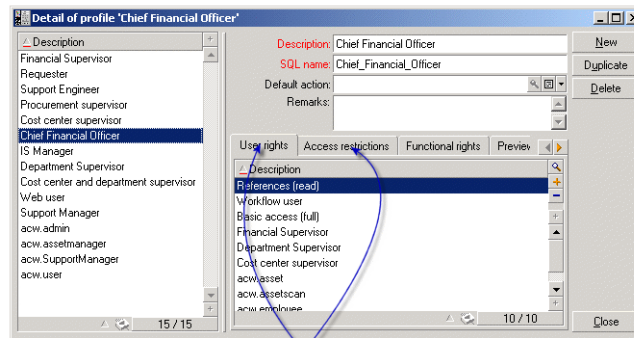 Detail of profile 'Chief Financial Officer'
Description
Financial Supervisor
Requester
Support Engineer
Procurement supervisor
Cost center supervisor
Chief Financial Officer
IS Manager
Department Supervisor
Cost center and department supervisor
Web user
Support Manager
acw.admin
acw.assetmanager
acw.SupportManager
acw.user
15 / 15
Description: Chief Financial Officer
SQL name: Chief_Financial_Officer
Default action:
Remarks:
User rights Access restrictions Functional rights Preview
Description
References (read)
Workflow user
Basic access (full)
Financial Supervisor
Department Supervisor
Cost center supervisor
acw.asset
acw.assetscan
acw.employee
10 / 10
New
Duplicate
Delete
Close